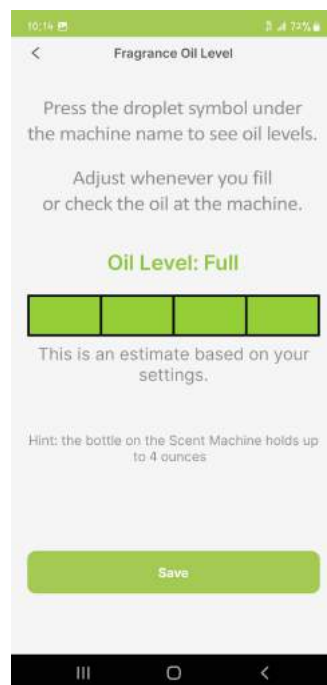 10:14 72%
Fragrance Oil Level
Press the droplet symbol under
the machine name to see oil levels.
Adjust whenever you fill
or check the oil at the machine.
Oil Level: Full
This is an estimate based on your
settings.
Hint: the bottle on the Scent Machine holds up
to 4 ounces
Save